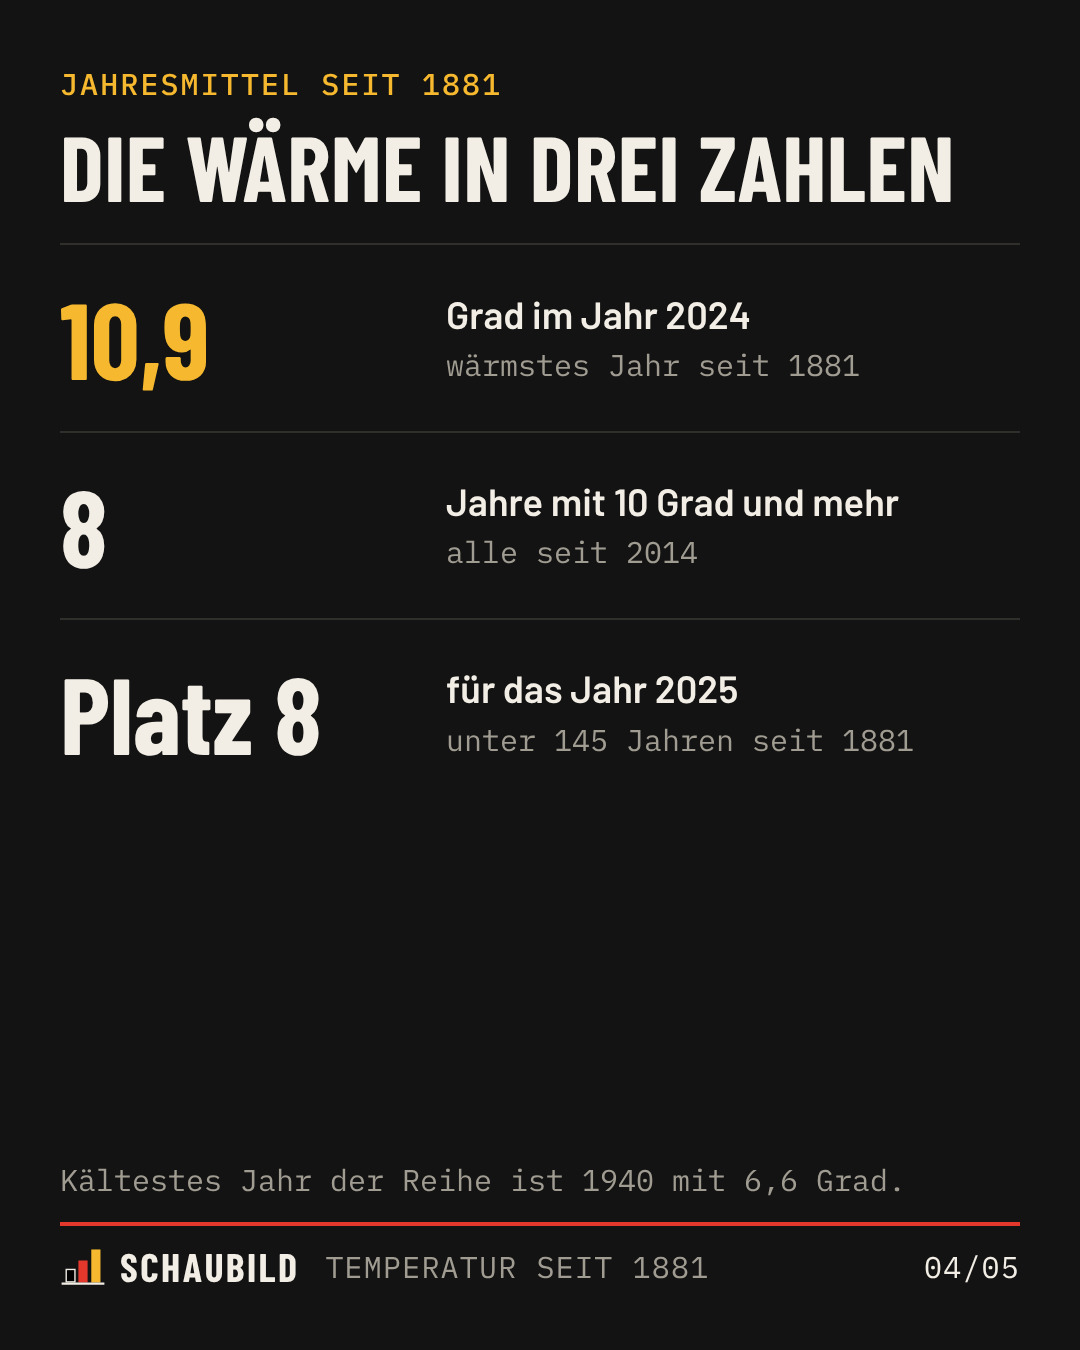 JAHRESMITTEL SEIT 1881
DIE WÄRME IN DREI ZAHLEN
10,9
Grad im Jahr 2024
wärmstes Jahr seit 1881
8
Jahre mit 10 Grad und mehr
alle seit 2014
Platz 8
für das Jahr 2025
unter 145 Jahren seit 1881
Kältestes Jahr der Reihe ist 1940 mit 6,6 Grad.
SCHAUBILD TEMPERATUR SEIT 1881 04/05